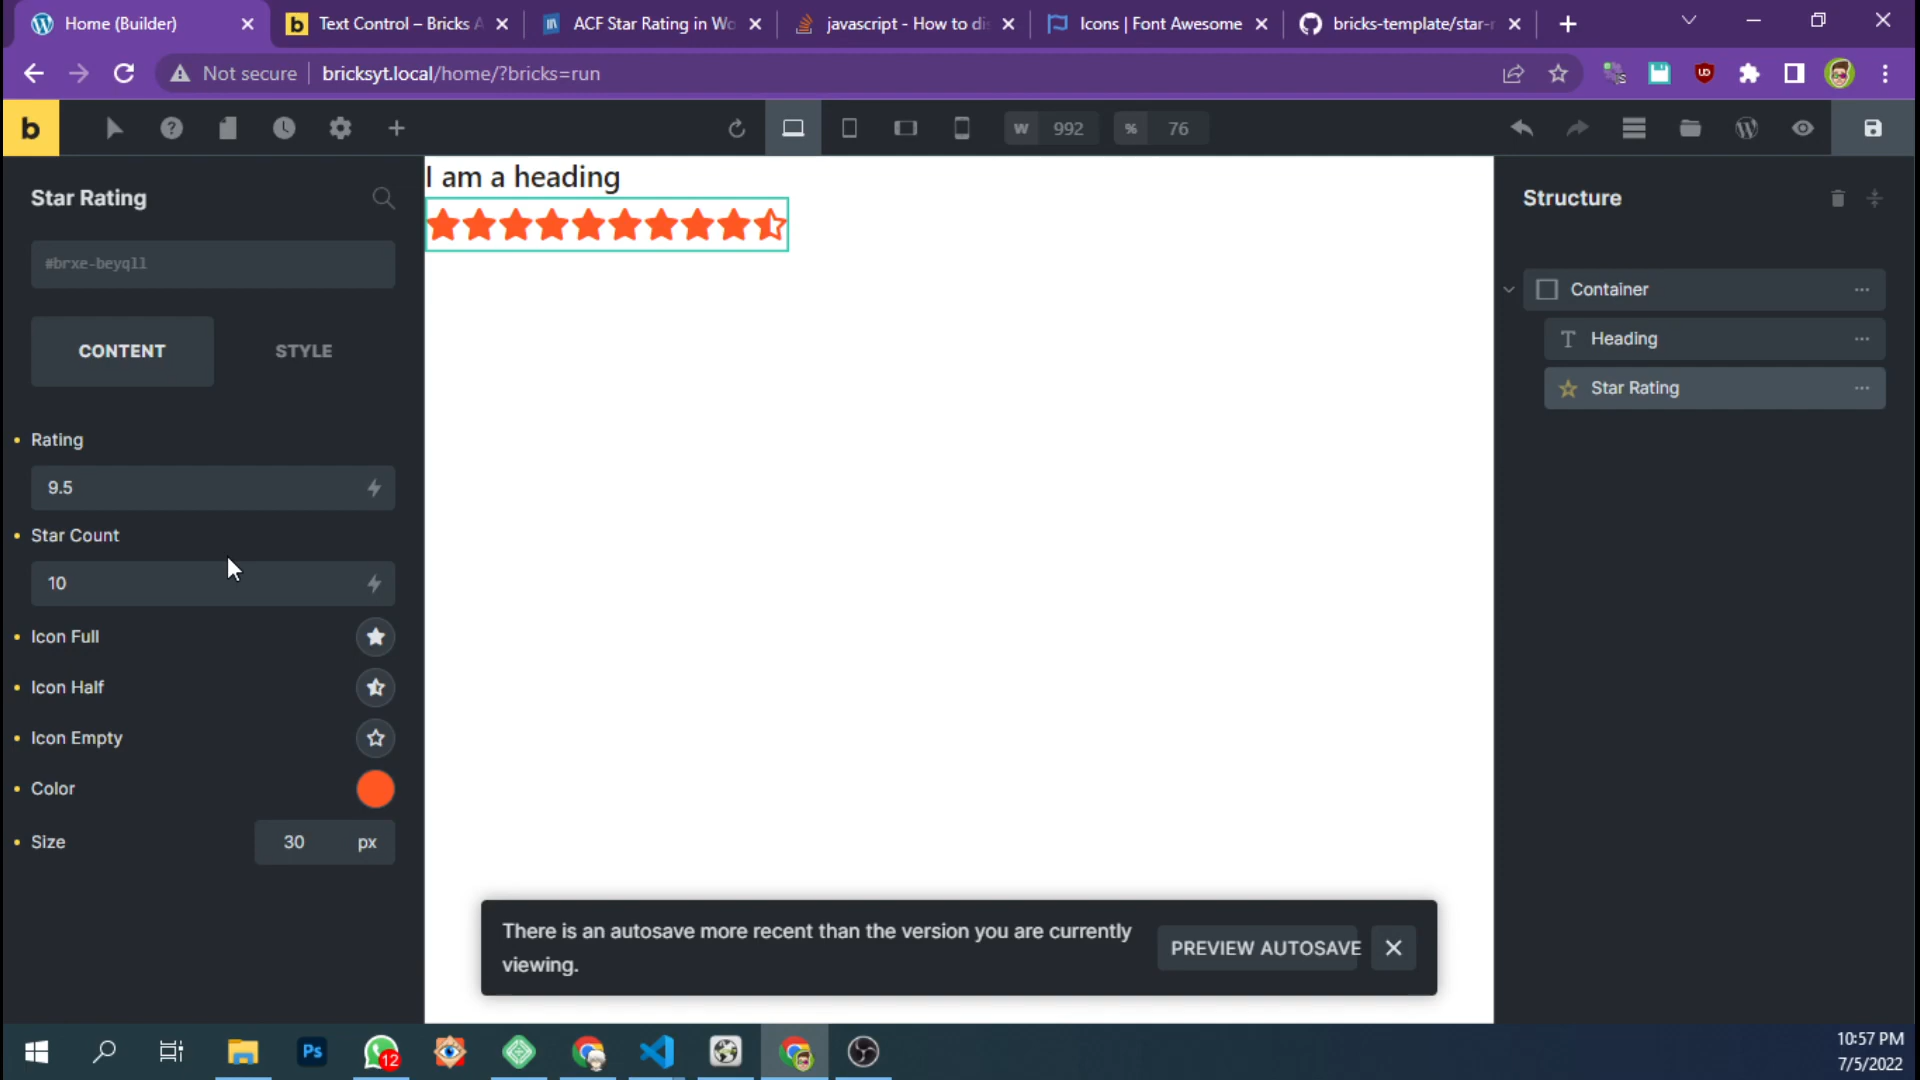 Home (Builder)
Text Control – Bricks A
ACF Star Rating in Wo
javascript - How to dis
Icons | Font Awesome
bricks-template/star-r
Not secure
bricksyt.local/home/?bricks=run
b
W 992
% 76
Star Rating
#brxe-beyqll
CONTENT
STYLE
Rating
9.5
Star Count
10
Icon Full
Icon Half
Icon Empty
Color
Size
30 px
I am a heading
There is an autosave more recent than the version you are currently
viewing.
PREVIEW AUTOSAVE
Structure
Container
Heading
Star Rating
Ps
12
10:57 PM
7/5/2022